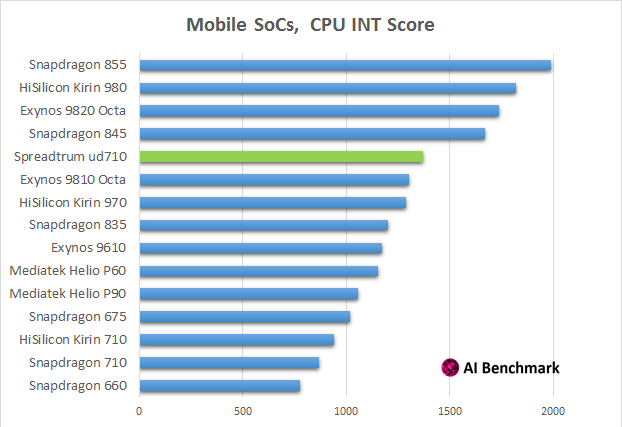 Mobile SoCs, CPU INT Score
Snapdragon 855
HiSilicon Kirin 980
Exynos 9820 Octa
Snapdragon 845
Spreadtrum ud710
Exynos 9810 Octa
HiSilicon Kirin 970
Snapdragon 835
Exynos 9610
Mediatek Helio P60
Mediatek Helio P90
Snapdragon 675
HiSilicon Kirin 710
Snapdragon 710
Snapdragon 660
AI Benchmark
0 500 1000 1500 2000